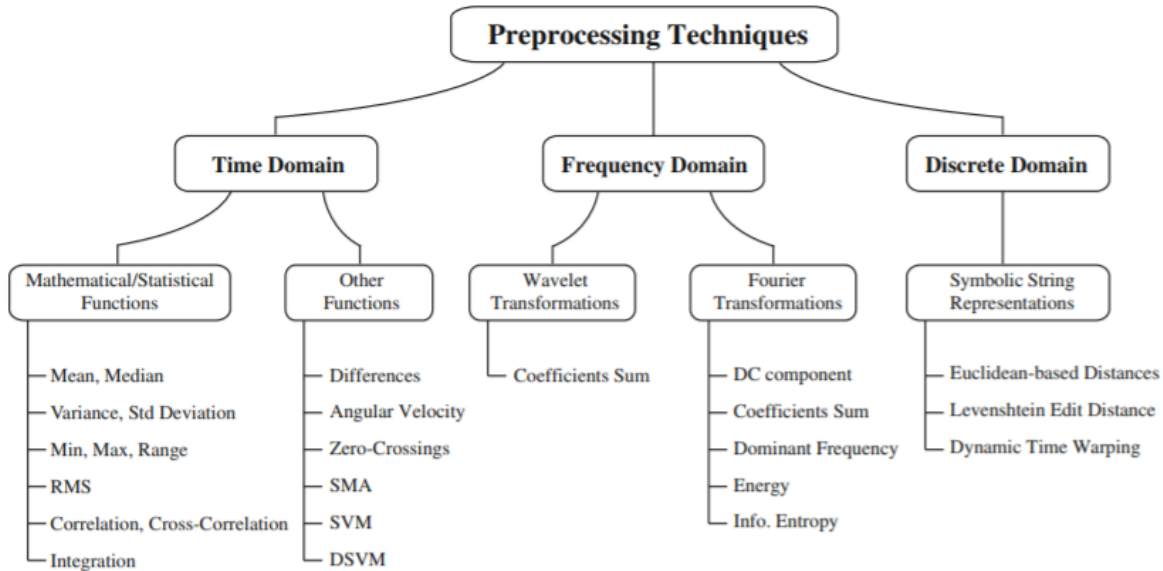 Preprocessing Techniques
Time Domain
Frequency Domain
Discrete Domain
Mathematical/Statistical
Functions
Other
Functions
Wavelet
Transformations
Fourier
Transformations
Symbolic String
Representations
Mean, Median
Variance, Std Deviation
Min, Max, Range
RMS
Correlation, Cross-Correlation
Integration
Differences
Angular Velocity
Zero-Crossings
SMA
SVM
DSVM
Coefficients Sum
DC component
Coefficients Sum
Dominant Frequency
Energy
Info. Entropy
Euclidean-based Distances
Levenshtein Edit Distance
Dynamic Time Warping